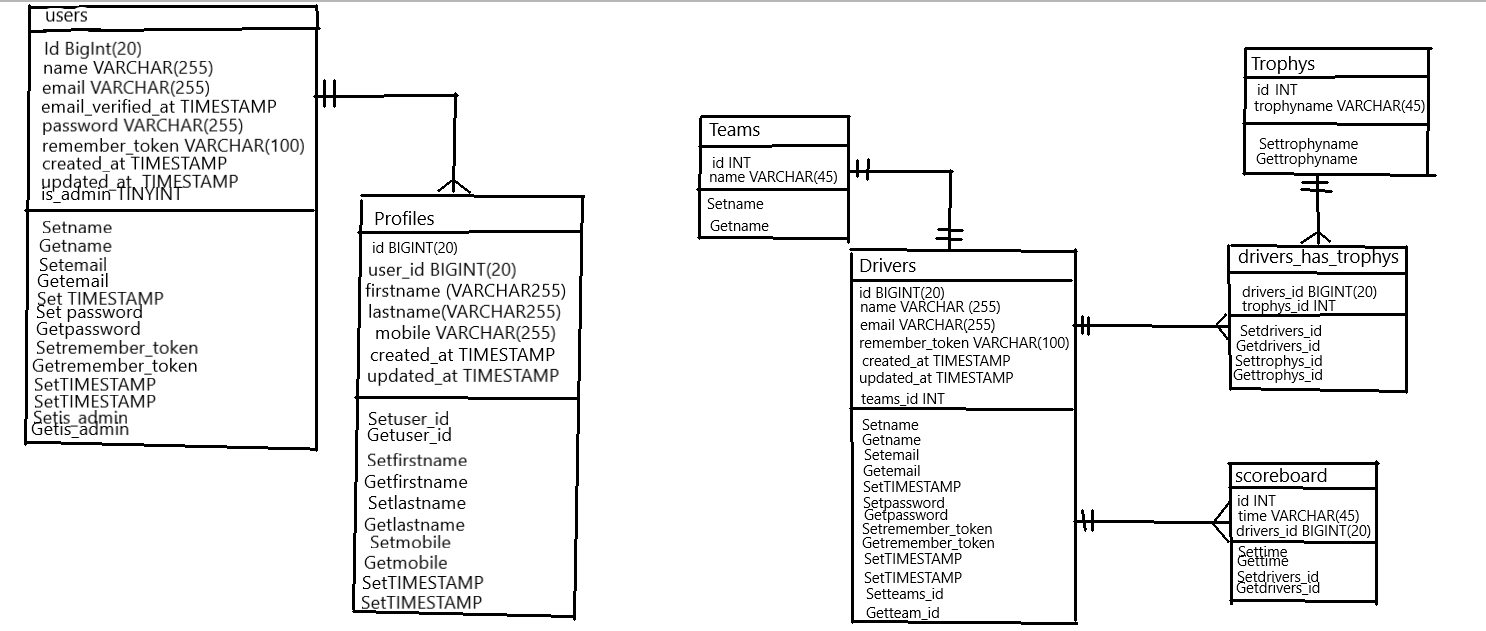 users
Id BigInt(20)
name VARCHAR(255)
email VARCHAR(255)
email_verified_at TIMESTAMP
password VARCHAR(255)
remember_token VARCHAR(100)
created_at TIMESTAMP
updated_at TIMESTAMP
is_admin TINYINT
Setname
Getname
Setemail
Getemail
Set TIMESTAMP
Set password
Getpassword
Setremember_token
Getremember_token
SetTIMESTAMP
SetTIMESTAMP
Setis_admin
Getis_admin
Profiles
id BIGINT(20)
user_id BIGINT(20)
firstname (VARCHAR255)
lastname(VARCHAR255)
mobile VARCHAR(255)
created_at TIMESTAMP
updated_at TIMESTAMP
Setuser_id
Getuser_id
Setfirstname
Getfirstname
Setlastname
Getlastname
Setmobile
Getmobile
SetTIMESTAMP
SetTIMESTAMP
Teams
id INT
name VARCHAR(45)
Setname
Getname
Drivers
id BIGINT(20)
name VARCHAR (255)
email VARCHAR(255)
remember_token VARCHAR(100)
created_at TIMESTAMP
updated_at TIMESTAMP
teams_id INT
Setname
Getname
Setemail
Getemail
SetTIMESTAMP
Setpassword
Getpassword
Setremember_token
Getremember_token
SetTIMESTAMP
SetTIMESTAMP
Setteams_id
Getteam_id
Trophys
id INT
trophyname VARCHAR(45)
Settrophyname
Gettrophyname
drivers_has_trophys
drivers_id BIGINT(20)
trophys_id INT
Setdrivers_id
Getdrivers_id
Settrophys_id
Gettrophys_id
scoreboard
id INT
time VARCHAR(45)
drivers_id BIGINT(20)
Settime
Gettime
Setdrivers_id
Getdrivers_id